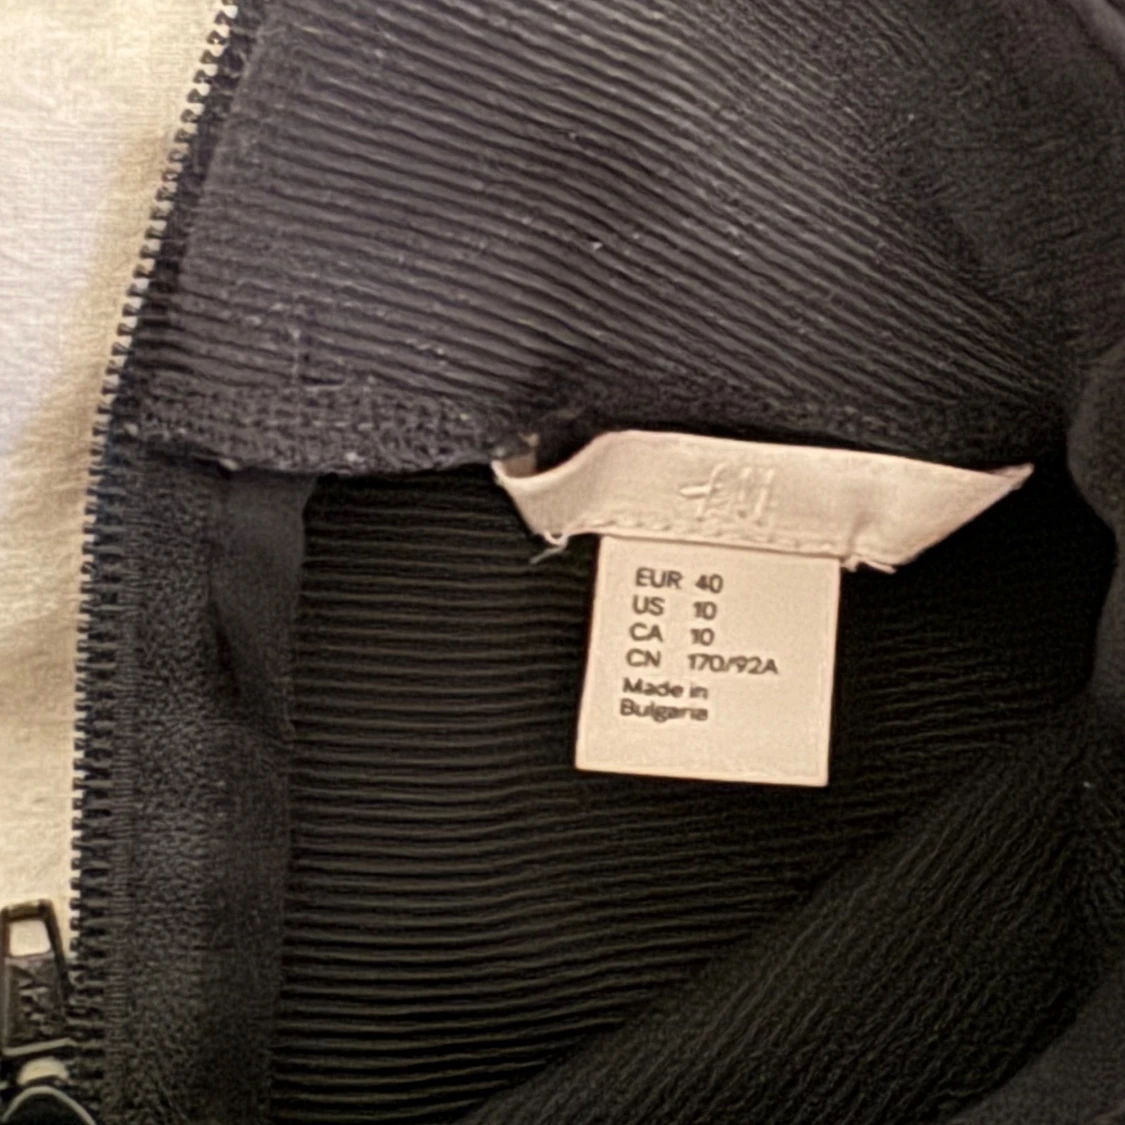 H&M
EUR 40
US 10
CA 10
CN 170/92A
Made in
Bulgaria